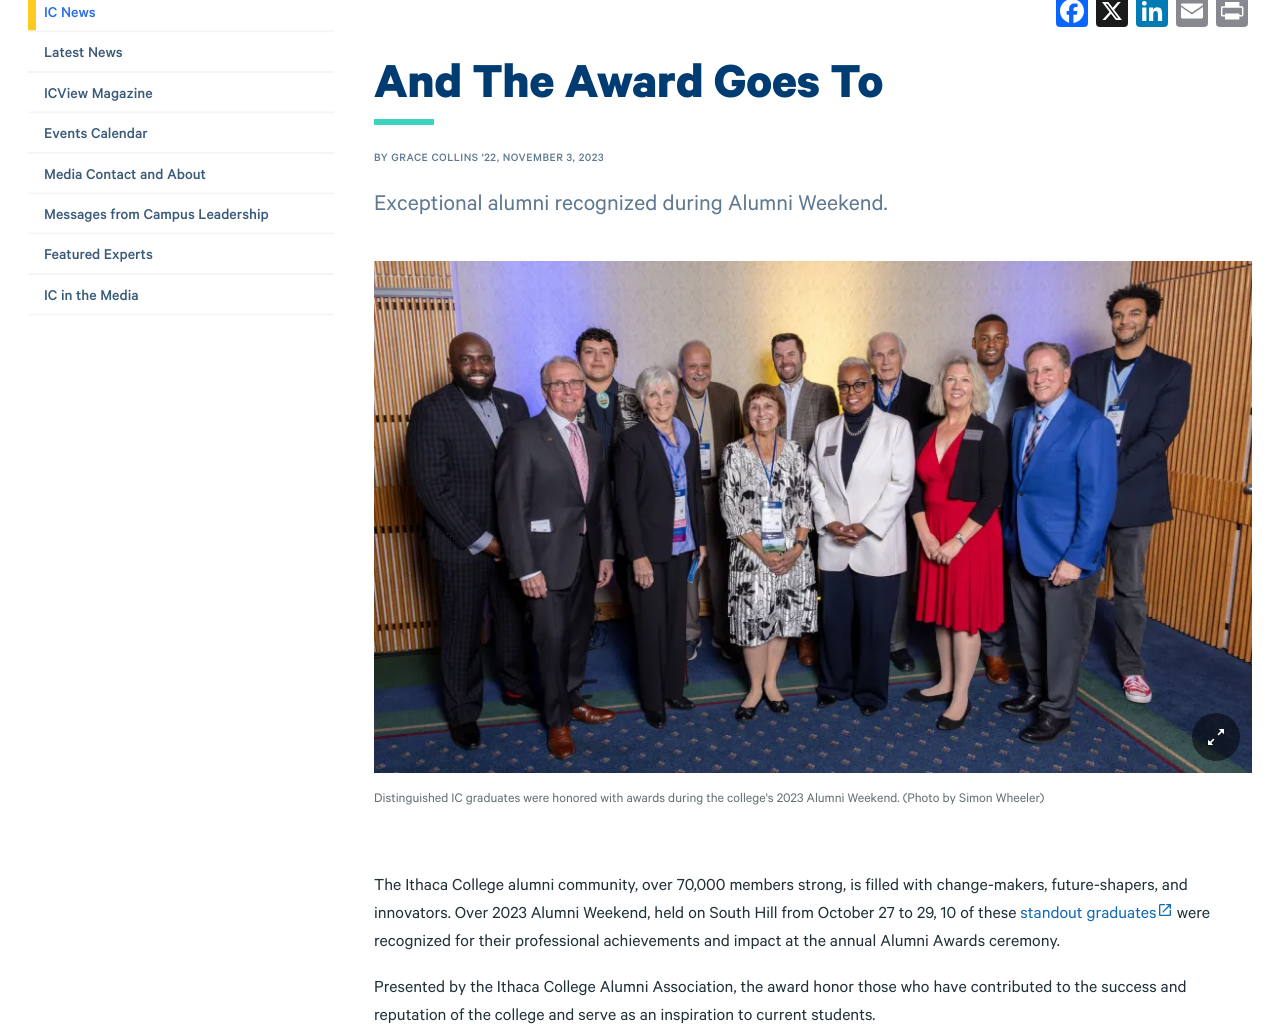 IC News
Latest News
ICView Magazine
Events Calendar
Media Contact and About
Messages from Campus Leadership
Featured Experts
IC in the Media
And The Award Goes To
BY GRACE COLLINS '22, NOVEMBER 3, 2023
Exceptional alumni recognized during Alumni Weekend.
Distinguished IC graduates were honored with awards during the college's 2023 Alumni Weekend. (Photo by Simon Wheeler)
The Ithaca College alumni community, over 70,000 members strong, is filled with change-makers, future-shapers, and
innovators. Over 2023 Alumni Weekend, held on South Hill from October 27 to 29, 10 of these standout graduates were
recognized for their professional achievements and impact at the annual Alumni Awards ceremony.
Presented by the Ithaca College Alumni Association, the award honor those who have contributed to the success and
reputation of the college and serve as an inspiration to current students.